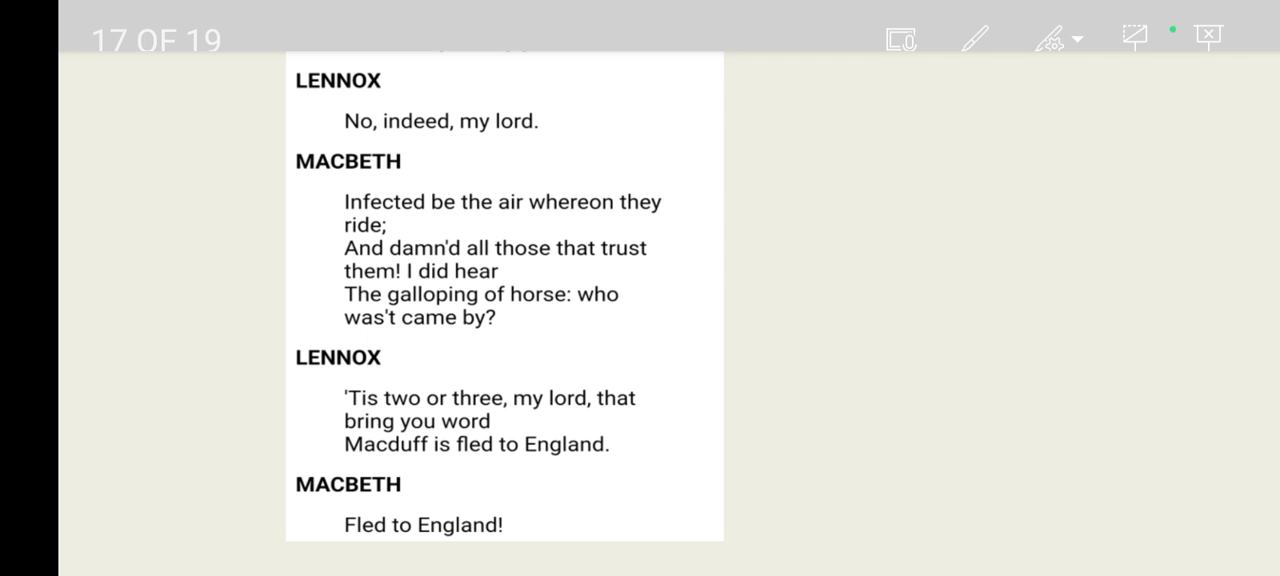 17 OF 19
LENNOX
No, indeed, my lord.
MACBETH
Infected be the air whereon they
ride;
And damn'd all those that trust
them! I did hear
The galloping of horse: who
was't came by?
LENNOX
'Tis two or three, my lord, that
bring you word
Macduff is fled to England.
MACBETH
Fled to England!